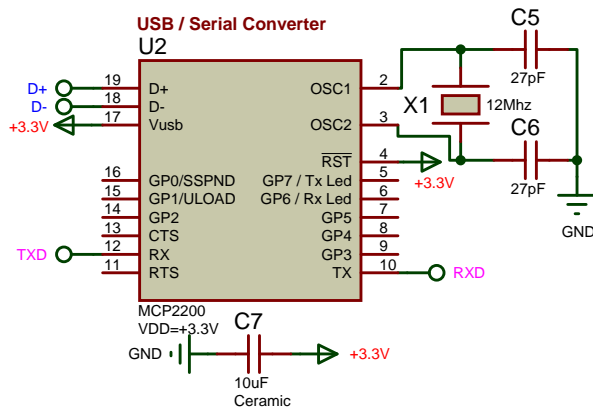 USB / Serial Converter
U2
C5
27pF
D+ 19 D+ OSC1 2
D- 18 D-
+3.3V 17 Vusb
X1 12Mhz
OSC2 3
C6
27pF
RST 4 +3.3V
16 GP0/SSPND GP7 / Tx Led 5
15 GP1/ULOAD GP6 / Rx Led 6
14 GP2 GP5 7
13 CTS GP4 8
GND
TXD 12 RX GP3 9
11 RTS TX 10 RXD
MCP2200
VDD=+3.3V
C7
GND +3.3V
10uF
Ceramic